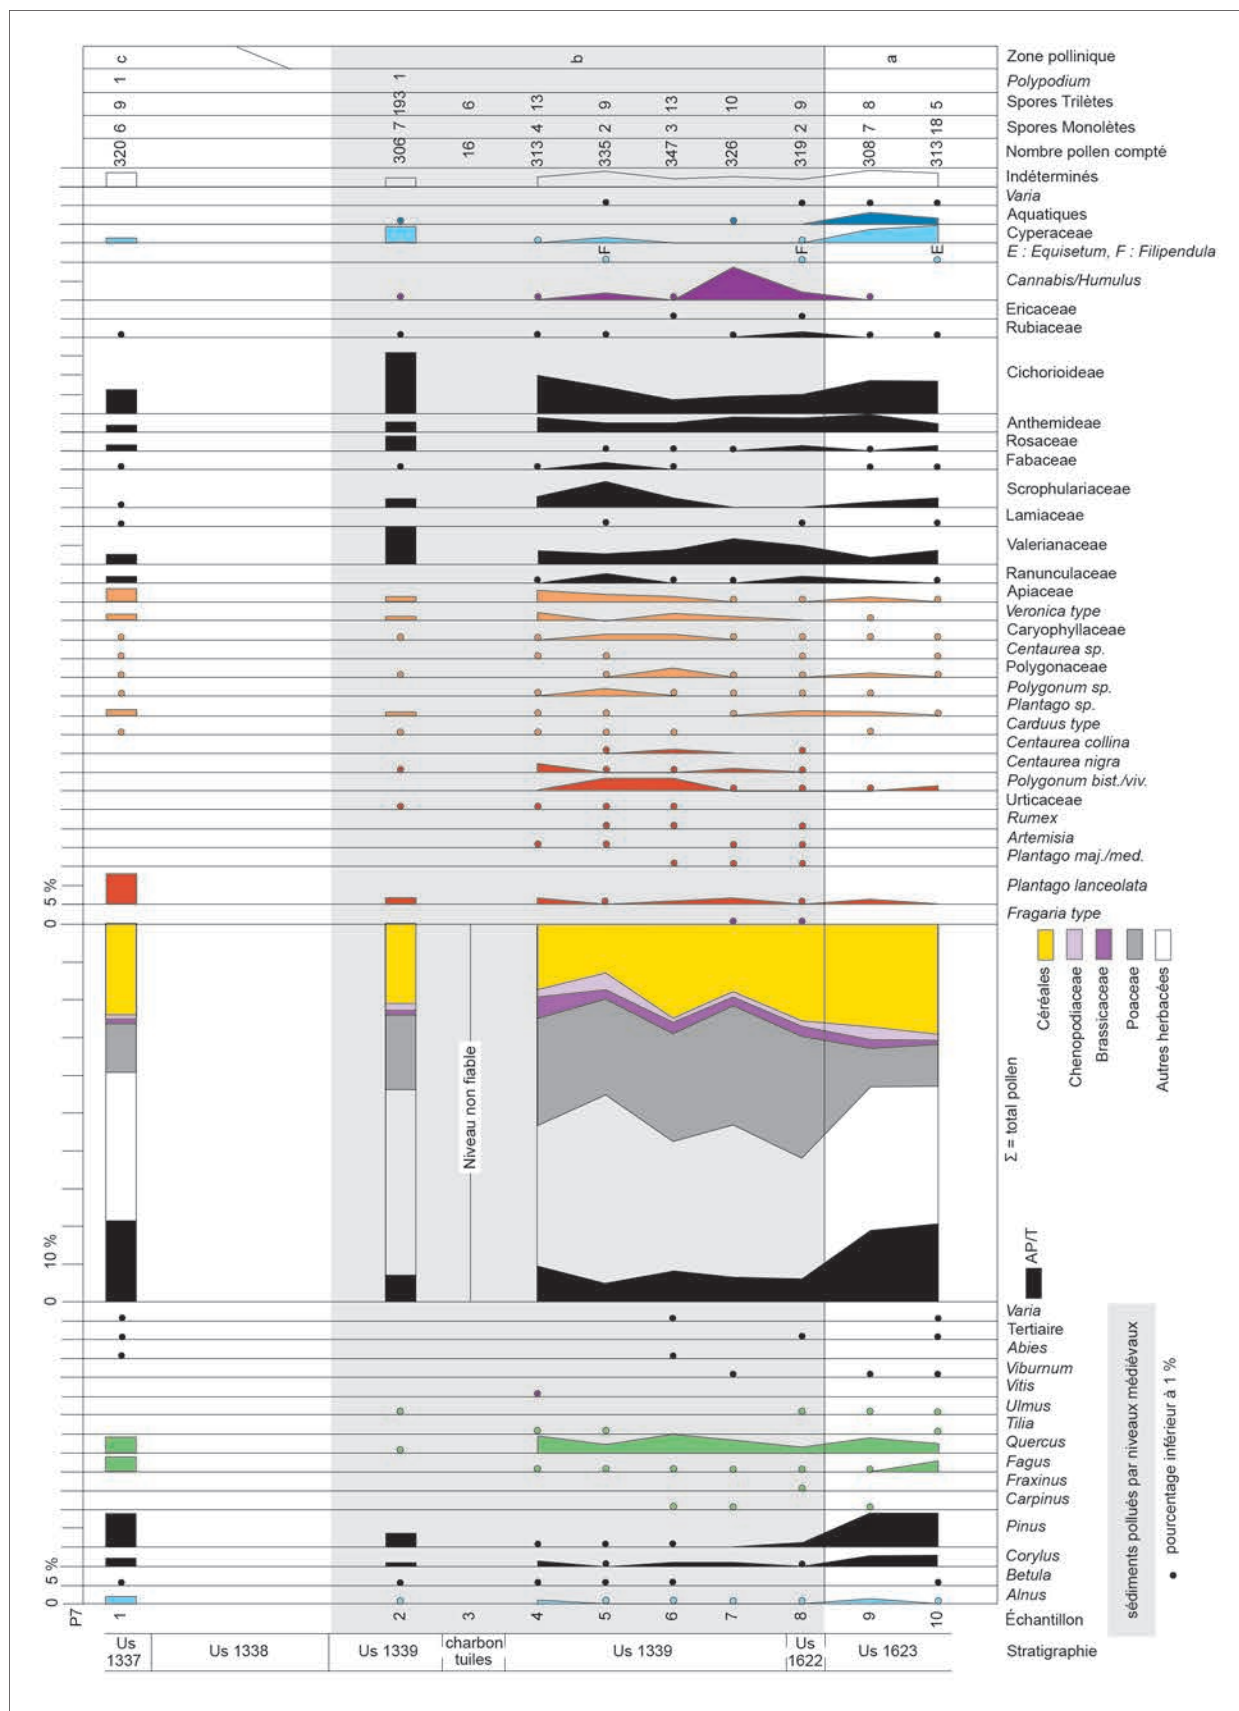 Zone pollinique
c
b
a
Polypodium
1
1
Spores Trilètes
9
193
6
13
9
13
10
9
8
5
Spores Monolètes
6
7
4
2
3
2
7
18
Nombre pollen compté
320
306
16
313
335
347
326
319
308
313
Indéterminés
Varia
Aquatiques
Cyperaceae
F
F
E
E : Equisetum, F : Filipendula
Cannabis/Humulus
Ericaceae
Rubiaceae
Cichorioideae
Anthemideae
Rosaceae
Fabaceae
Scrophulariaceae
Lamiaceae
Valerianaceae
Ranunculaceae
Apiaceae
Veronica type
Caryophyllaceae
Centaurea sp.
Polygonaceae
Polygonum sp.
Plantago sp.
Carduus type
Centaurea collina
Centaurea nigra
Polygonum bist./viv.
Urticaceae
Rumex
Artemisia
Plantago maj./med.
Plantago lanceolata
0 5 %
Fragaria type
Céréales
Chenopodiaceae
Brassicaceae
Poaceae
Autres herbacées
Σ = total pollen
Niveau non fiable
AP/T
0 10 %
Varia
Tertiaire
Abies
Viburnum
Vitis
Ulmus
Tilia
Quercus
Fagus
Fraxinus
Carpinus
Pinus
Corylus
Betula
Alnus
0 5 %
sédiments pollués par niveaux médiévaux
• pourcentage inférieur à 1 %
P7
1
2
3
4
5
6
7
8
9
10
Échantillon
Us
1337
Us 1338
Us 1339
charbon
tuiles
Us 1339
Us
1622
Us 1623
Stratigraphie